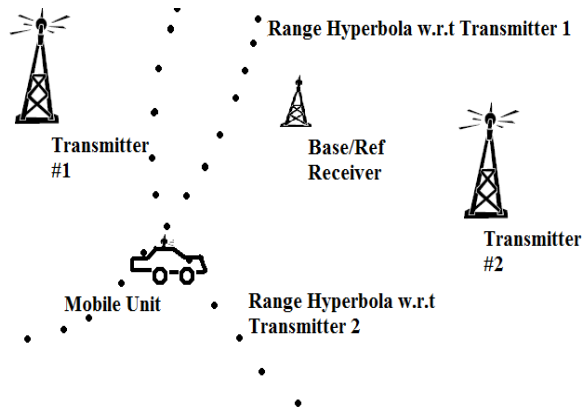 Range Hyperbola w.r.t Transmitter 1
Transmitter
#1
Base/Ref
Receiver
Transmitter
#2
Mobile Unit
Range Hyperbola w.r.t
Transmitter 2